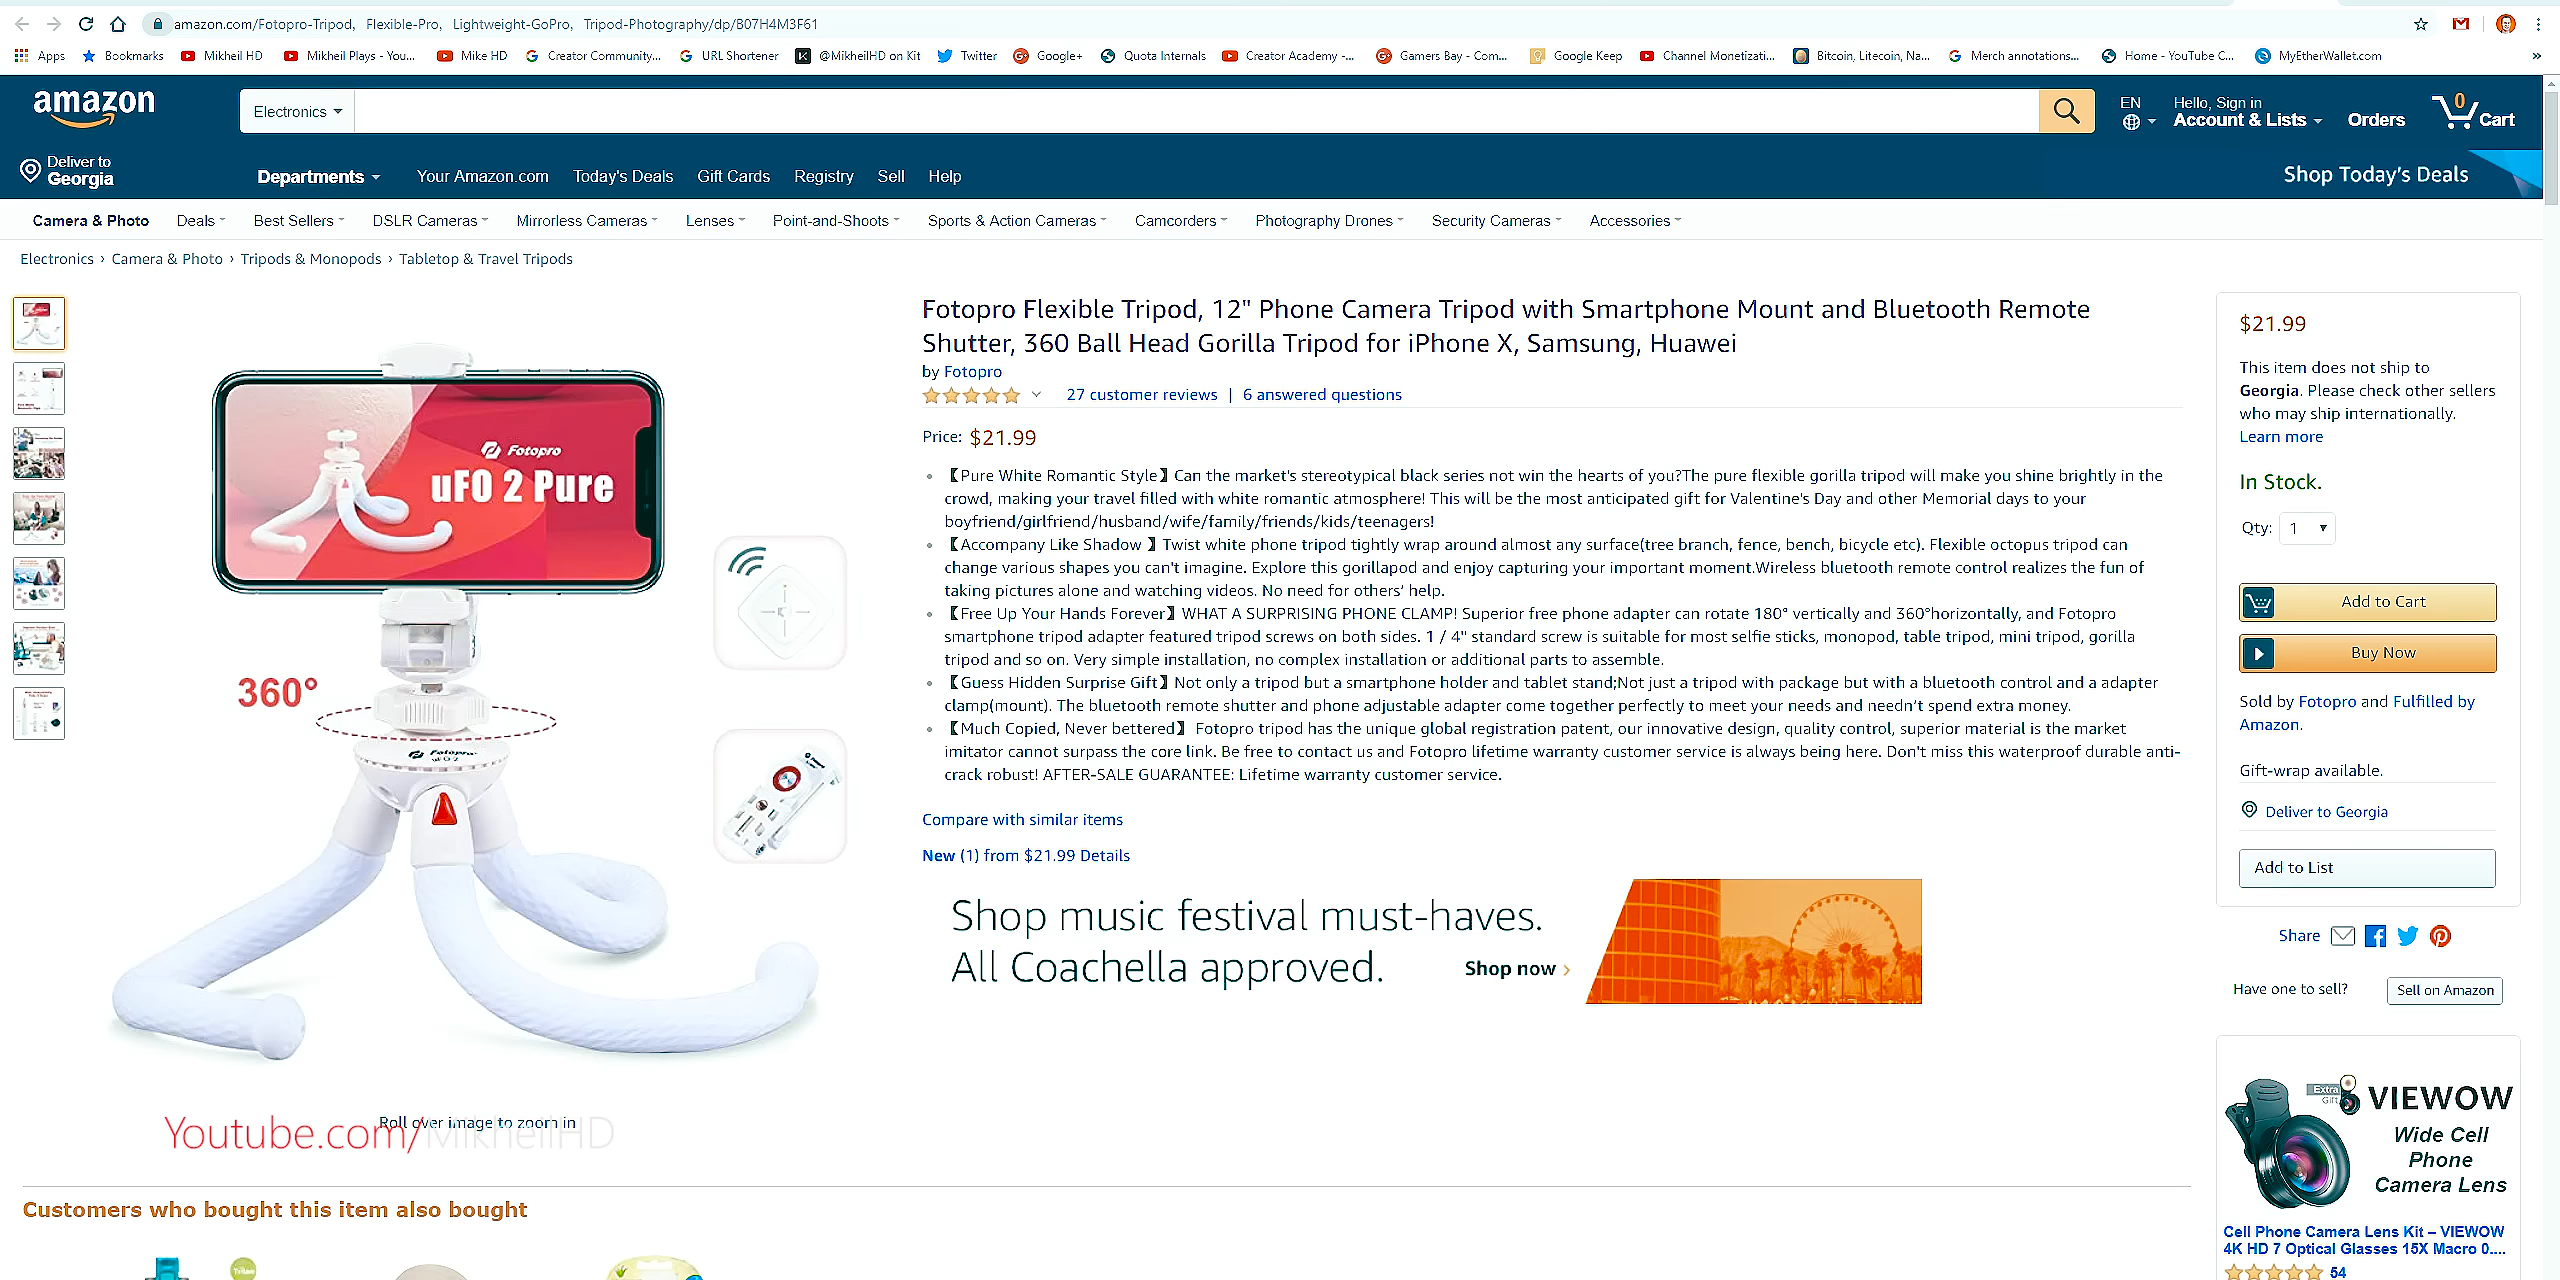 amazon.com/Fotopro-Tripod, Flexible-Pro, Lightweight-GoPro, Tripod-Photography/dp/B07H4M3F61
Apps Bookmarks Mikheil HD Mikheil Plays - You... Mike HD Creator Community... URL Shortener @MikheilHD on Kit Twitter Google+ Quota Internals Creator Academy -... Gamers Bay - Com... Google Keep Channel Monetizati... Bitcoin, Litecoin, Na... Merch annotations... Home - YouTube C... MyEtherWallet.com »
amazon
Electronics
EN
Hello, Sign in
Account & Lists
Orders
0
Cart
Deliver to
Georgia
Departments Your Amazon.com Today's Deals Gift Cards Registry Sell Help
Shop Today's Deals
Camera & Photo Deals Best Sellers DSLR Cameras Mirrorless Cameras Lenses Point-and-Shoots Sports & Action Cameras Camcorders Photography Drones Security Cameras Accessories
Electronics › Camera & Photo › Tripods & Monopods › Tabletop & Travel Tripods
Fotopro
uFO 2 Pure
360°
Fotopro
UFO 2
Roll over image to zoom in
Youtube.com/MikheilHD
Fotopro Flexible Tripod, 12" Phone Camera Tripod with Smartphone Mount and Bluetooth Remote
Shutter, 360 Ball Head Gorilla Tripod for iPhone X, Samsung, Huawei
by Fotopro
27 customer reviews | 6 answered questions
Price: $21.99
【Pure White Romantic Style】Can the market's stereotypical black series not win the hearts of you?The pure flexible gorilla tripod will make you shine brightly in the
crowd, making your travel filled with white romantic atmosphere! This will be the most anticipated gift for Valentine's Day and other Memorial days to your
boyfriend/girlfriend/husband/wife/family/friends/kids/teenagers!
【Accompany Like Shadow 】Twist white phone tripod tightly wrap around almost any surface(tree branch, fence, bench, bicycle etc). Flexible octopus tripod can
change various shapes you can't imagine. Explore this gorillapod and enjoy capturing your important moment.Wireless bluetooth remote control realizes the fun of
taking pictures alone and watching videos. No need for others' help.
【Free Up Your Hands Forever】WHAT A SURPRISING PHONE CLAMP! Superior free phone adapter can rotate 180° vertically and 360°horizontally, and Fotopro
smartphone tripod adapter featured tripod screws on both sides. 1 / 4" standard screw is suitable for most selfie sticks, monopod, table tripod, mini tripod, gorilla
tripod and so on. Very simple installation, no complex installation or additional parts to assemble.
【Guess Hidden Surprise Gift】Not only a tripod but a smartphone holder and tablet stand;Not just a tripod with package but with a bluetooth control and a adapter
clamp(mount). The bluetooth remote shutter and phone adjustable adapter come together perfectly to meet your needs and needn't spend extra money.
【Much Copied, Never bettered】 Fotopro tripod has the unique global registration patent, our innovative design, quality control, superior material is the market
imitator cannot surpass the core link. Be free to contact us and Fotopro lifetime warranty customer service is always being here. Don't miss this waterproof durable anti-
crack robust! AFTER-SALE GUARANTEE: Lifetime warranty customer service.
Compare with similar items
New (1) from $21.99 Details
Shop music festival must-haves.
All Coachella approved.
Shop now ›
$21.99
This item does not ship to
Georgia. Please check other sellers
who may ship internationally.
Learn more
In Stock.
Qty: 1
Add to Cart
Buy Now
Sold by Fotopro and Fulfilled by
Amazon.
Gift-wrap available.
Deliver to Georgia
Add to List
Share
Have one to sell?
Sell on Amazon
Extra
Gift
VIEWOW
Wide Cell
Phone
Camera Lens
Cell Phone Camera Lens Kit – VIEWOW
4K HD 7 Optical Glasses 15X Macro 0....
54
Customers who bought this item also bought